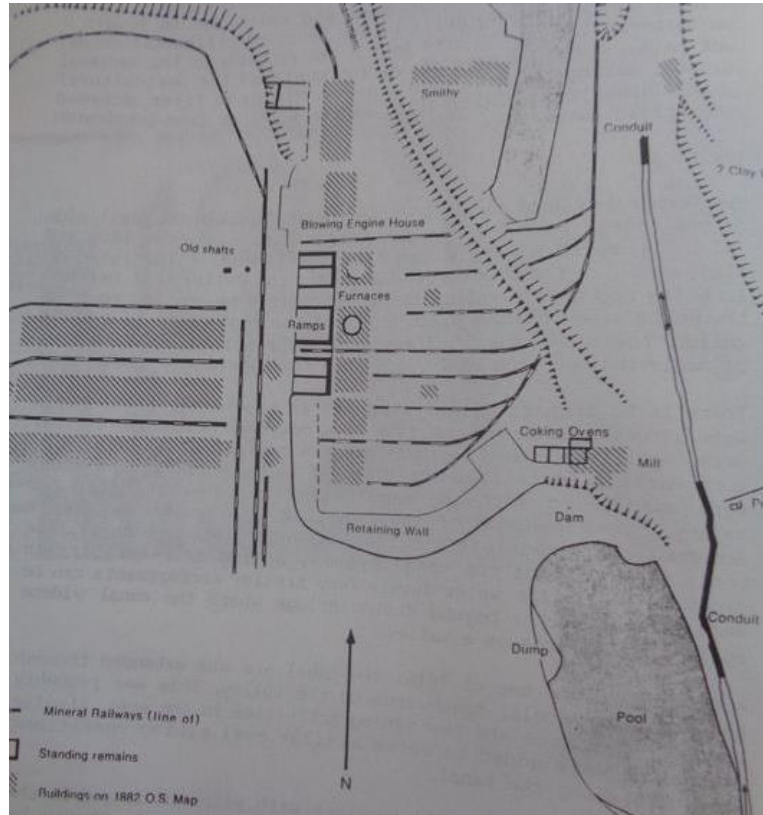 Smithy
Conduit
? Clay
Blowing Engine House
Old shafts
Furnaces
Ramps
Coking Ovens
Mill
Retaining Wall
Dam
Conduit
Dump
Pool
Mineral Railways (line of)
Standing remains
Buildings on 1882 O.S. Map
N